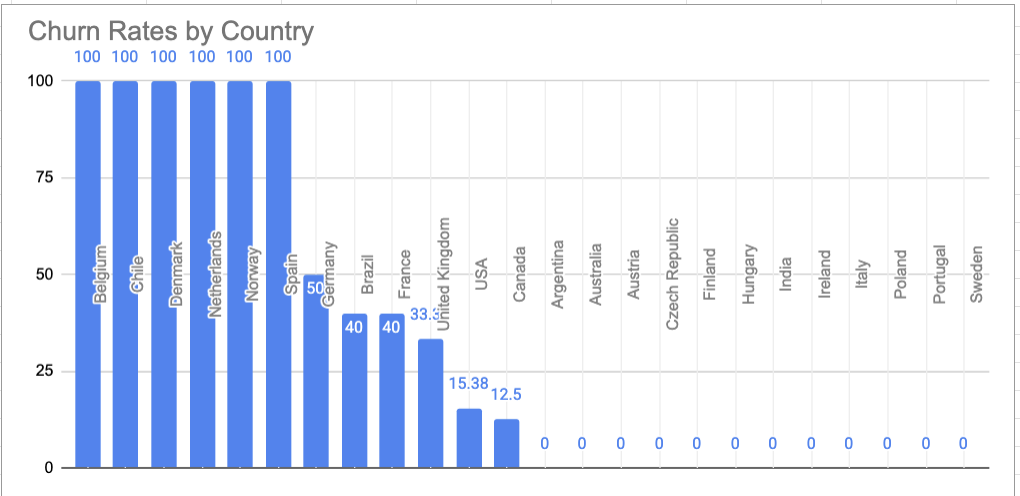 Churn Rates by Country
100 100 100 100 100 100
100
75
50
25
0
50
40
40
15.38
12.5
0 0 0 0 0 0 0 0 0 0 0 0
Belgium
Chile
Denmark
Netherlands
Norway
Spain
Germany
Brazil
France
United Kingdom
USA
Canada
Argentina
Australia
Austria
Czech Republic
Finland
Hungary
India
Ireland
Italy
Poland
Portugal
Sweden